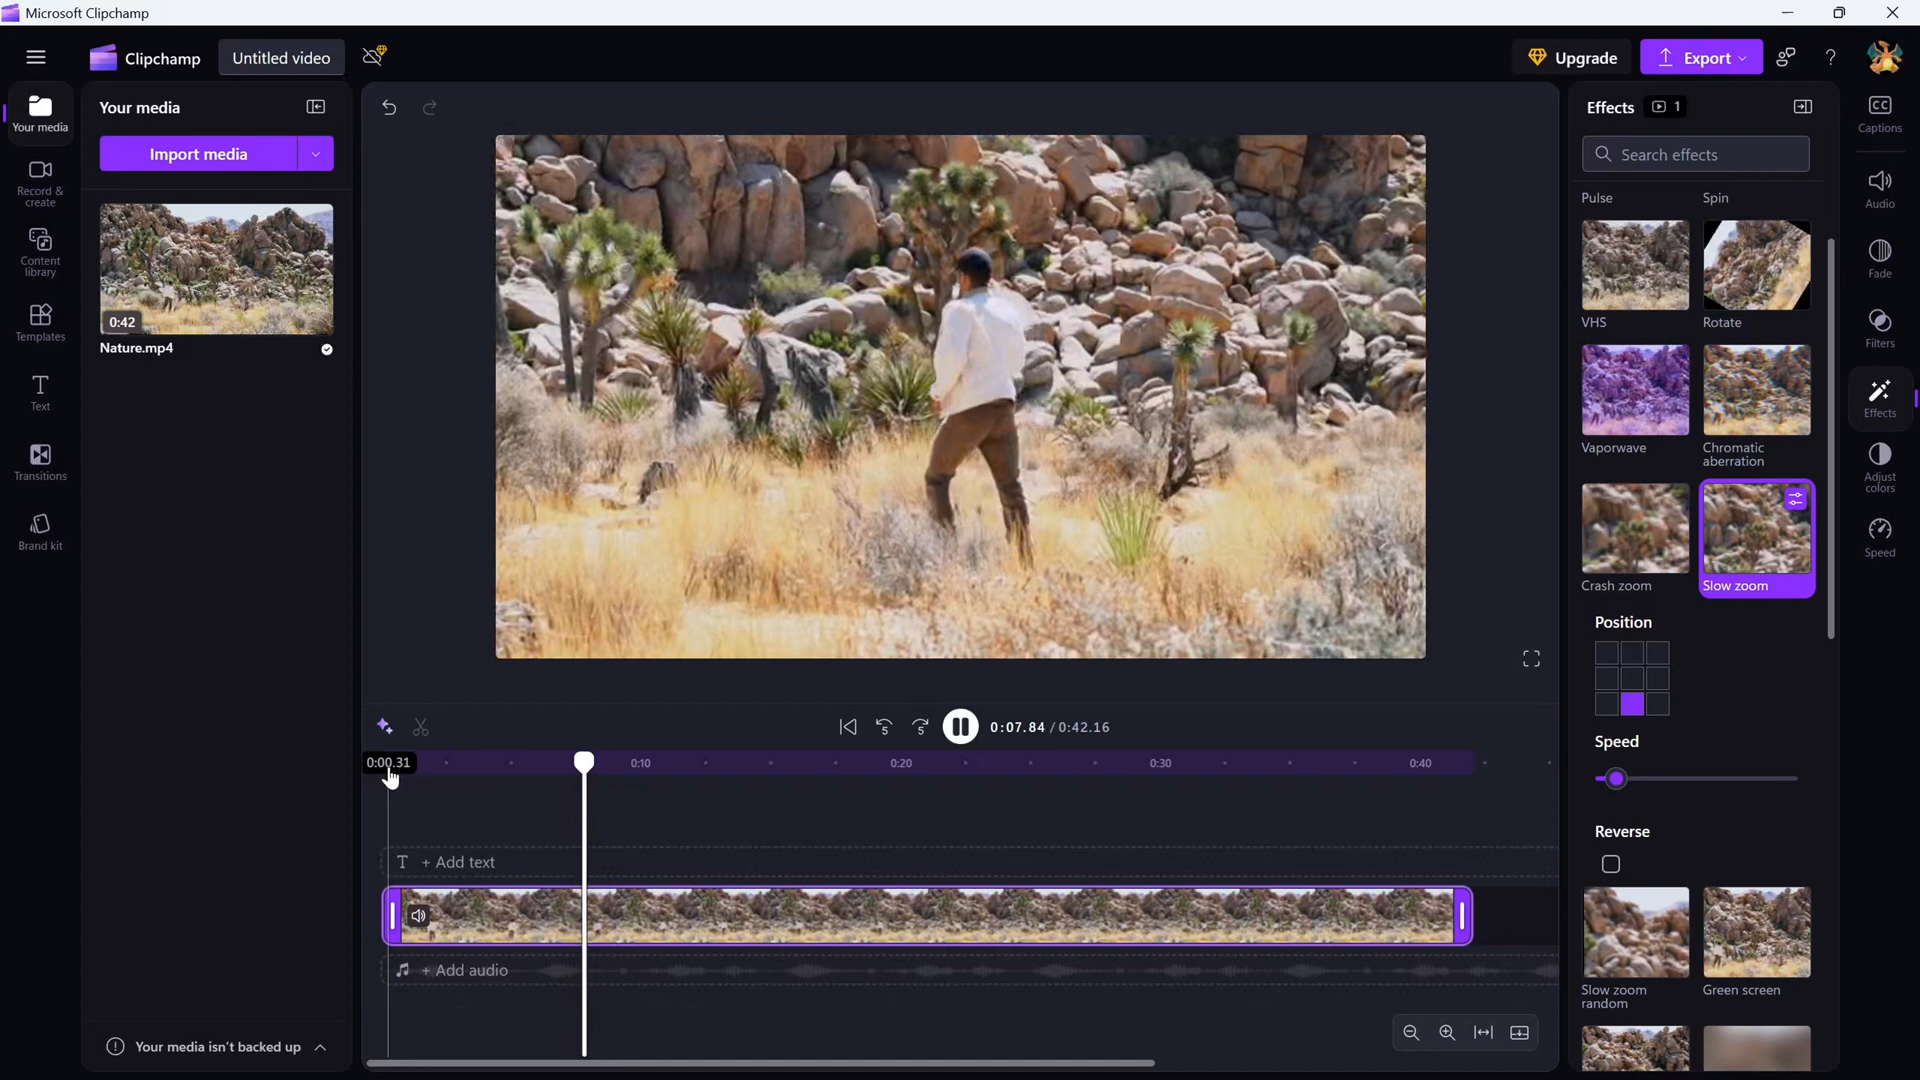 Microsoft Clipchamp
Clipchamp
Untitled video
Upgrade
Export
?
Your media
Record &
create
Content
library
Templates
Text
Transitions
Brand kit
Your media
Import media
0:42
Nature.mp4
Your media isn't backed up
5
5
0:07.84 / 0:42.16
0:00.31
0:10
0:20
0:30
0:40
T + Add text
+ Add audio
Effects
1
Search effects
Pulse
Spin
VHS
Rotate
Vaporwave
Chromatic
aberration
Crash zoom
Slow zoom
Position
Speed
Reverse
Slow zoom
random
Green screen
CC
Captions
Audio
Fade
Filters
Effects
Adjust
colors
Speed